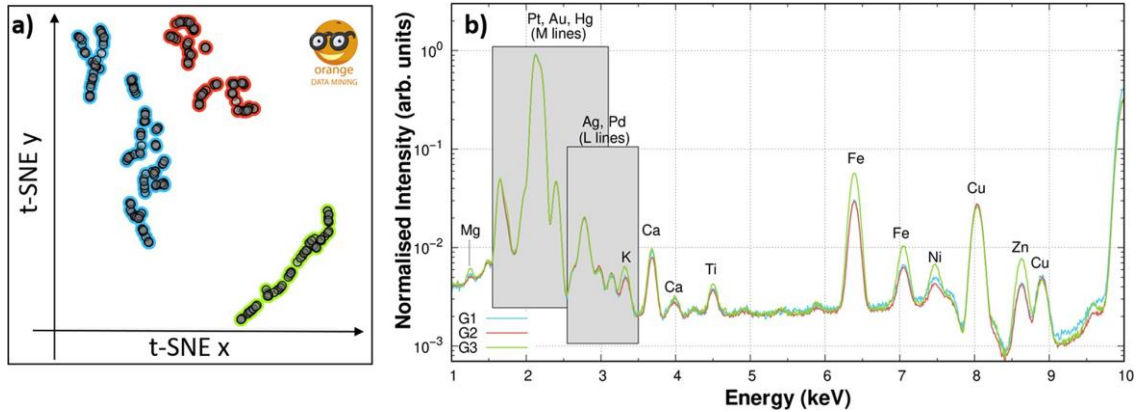 a)
t-SNE y
t-SNE x
orange
DATA MINING
b)
Normalised Intensity (arb. units)
10⁰
10⁻¹
10⁻²
10⁻³
Pt, Au, Hg
(M lines)
Ag, Pd
(L lines)
Mg
K
Ca
Ca
Ti
Fe
Fe
Ni
Cu
Zn
Cu
G1
G2
G3
1 2 3 4 5 6 7 8 9 10
Energy (keV)